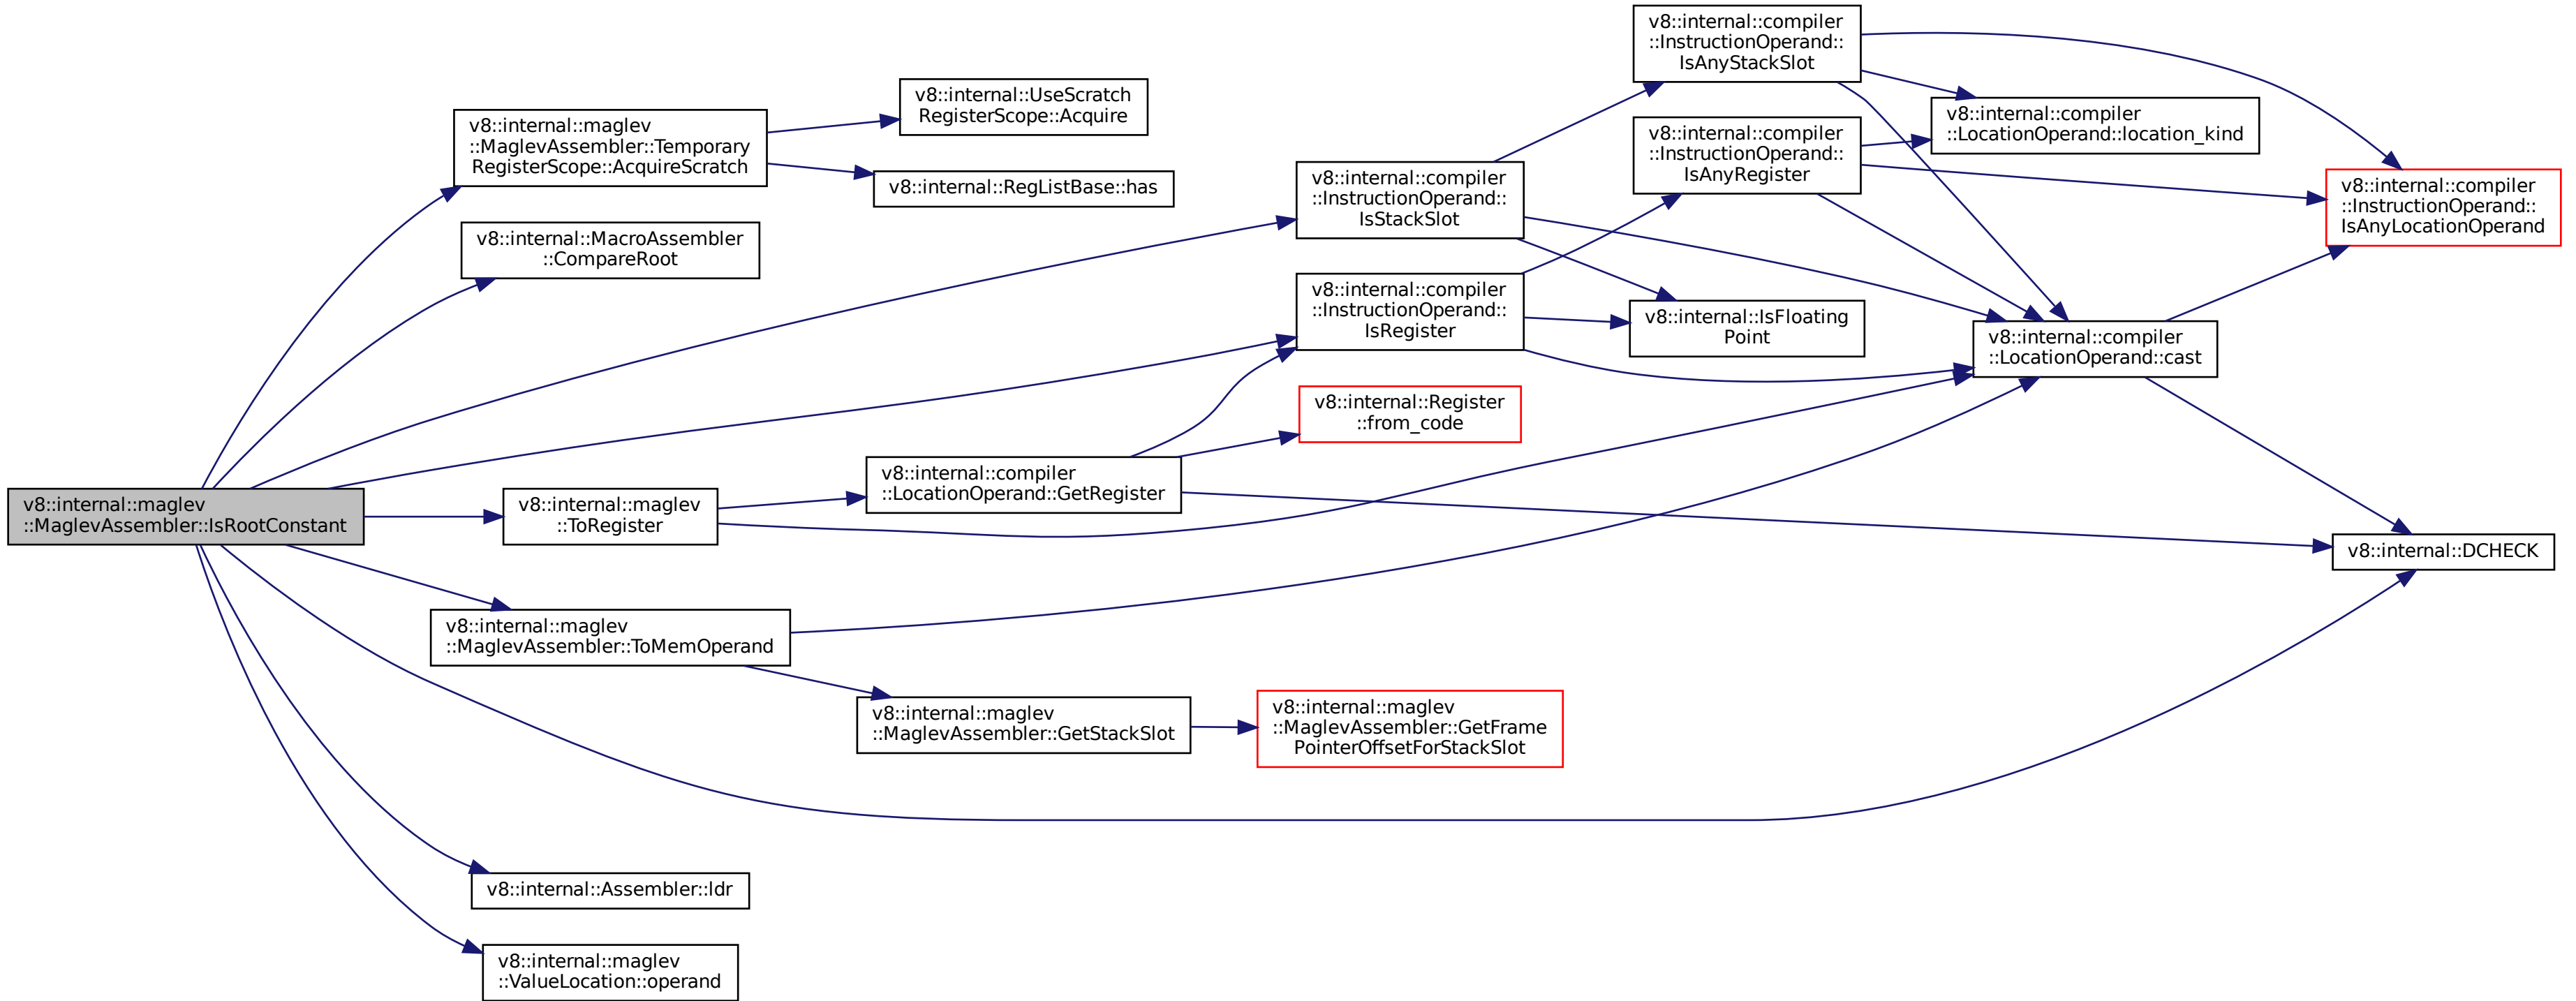 v8::internal::maglev
::MaglevAssembler::IsRootConstant
v8::internal::maglev
::MaglevAssembler::Temporary
RegisterScope::AcquireScratch
v8::internal::UseScratch
RegisterScope::Acquire
v8::internal::RegListBase::has
v8::internal::MacroAssembler
::CompareRoot
v8::internal::compiler
::InstructionOperand::
IsStackSlot
v8::internal::compiler
::InstructionOperand::
IsAnyStackSlot
v8::internal::compiler
::LocationOperand::location_kind
v8::internal::compiler
::InstructionOperand::
IsAnyRegister
v8::internal::compiler
::InstructionOperand::
IsAnyLocationOperand
v8::internal::compiler
::InstructionOperand::
IsRegister
v8::internal::IsFloating
Point
v8::internal::compiler
::LocationOperand::cast
v8::internal::Register
::from_code
v8::internal::maglev
::ToRegister
v8::internal::compiler
::LocationOperand::GetRegister
v8::internal::DCHECK
v8::internal::maglev
::MaglevAssembler::ToMemOperand
v8::internal::maglev
::MaglevAssembler::GetStackSlot
v8::internal::maglev
::MaglevAssembler::GetFrame
PointerOffsetForStackSlot
v8::internal::Assembler::ldr
v8::internal::maglev
::ValueLocation::operand